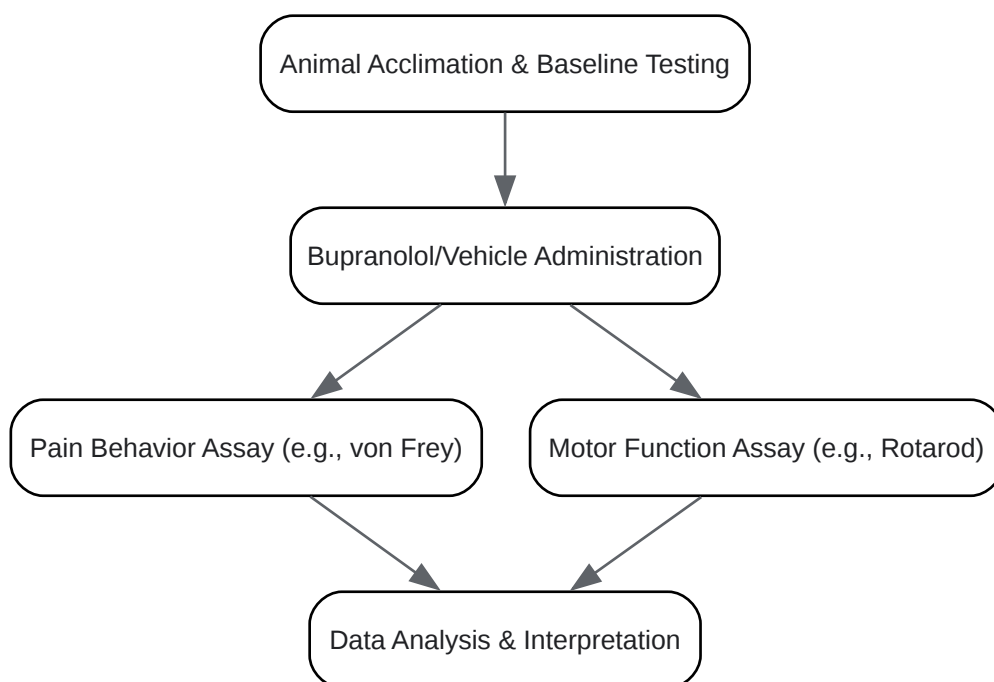 Animal Acclimation & Baseline Testing
Bupranolol/Vehicle Administration
Pain Behavior Assay (e.g., von Frey)
Motor Function Assay (e.g., Rotarod)
Data Analysis & Interpretation